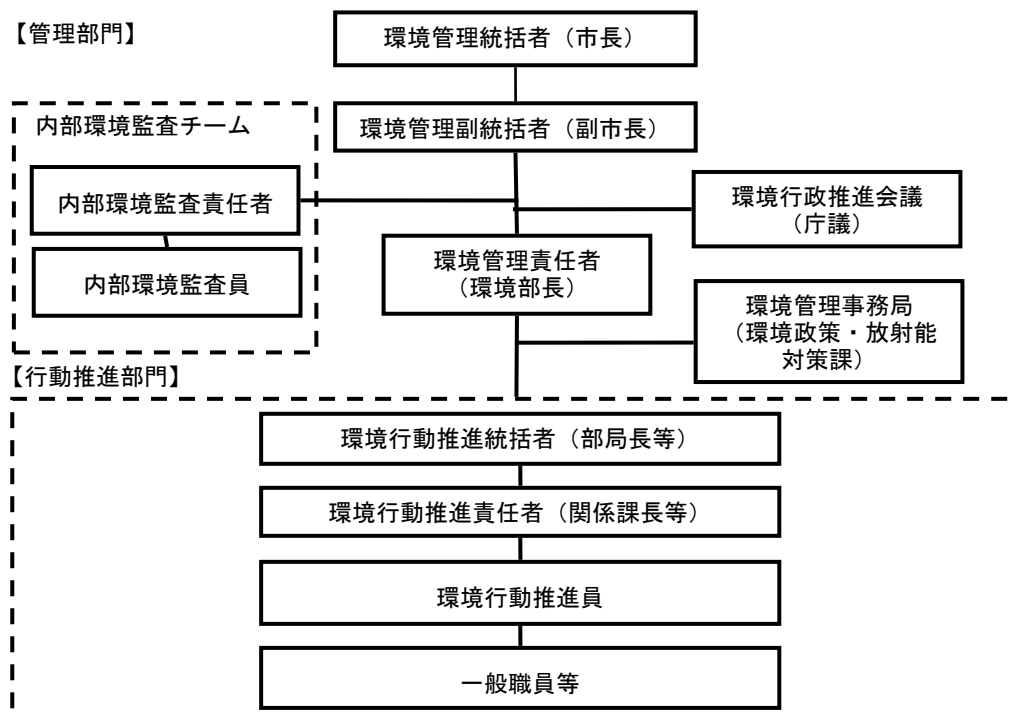 【管理部門】
環境管理統括者（市長）
環境管理副統括者（副市長）
内部環境監査チーム
内部環境監査責任者
内部環境監査員
環境行政推進会議
（庁議）
環境管理責任者
（環境部長）
環境管理事務局
（環境政策・放射能
対策課）
【行動推進部門】
環境行動推進統括者（部局長等）
環境行動推進責任者（関係課長等）
環境行動推進員
一般職員等